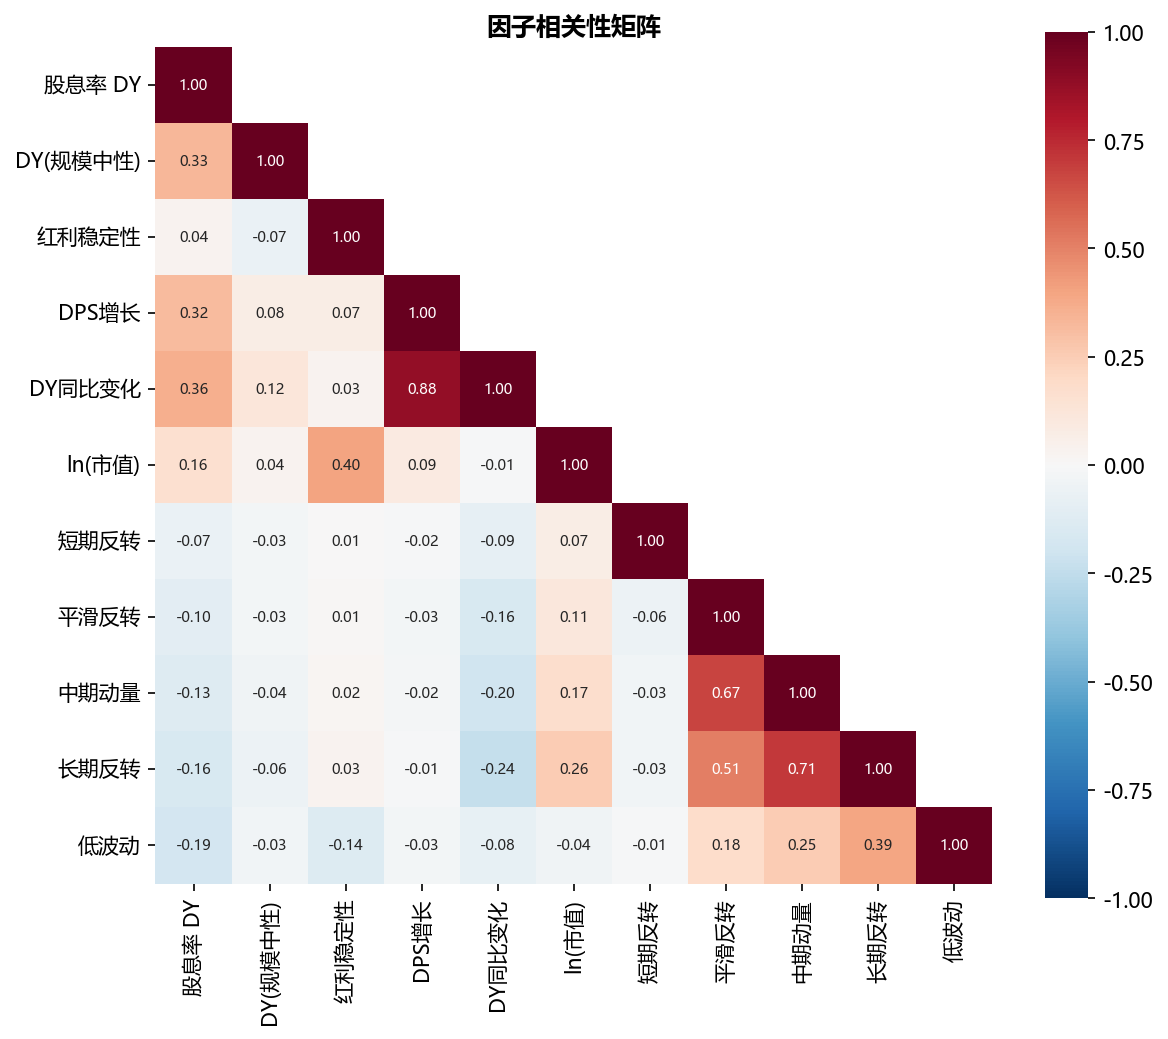 因子相关性矩阵
股息率 DY 1.00
DY(规模中性) 0.33 1.00
红利稳定性 0.04 -0.07 1.00
DPS增长 0.32 0.08 0.07 1.00
DY同比变化 0.36 0.12 0.03 0.88 1.00
ln(市值) 0.16 0.04 0.40 0.09 -0.01 1.00
短期反转 -0.07 -0.03 0.01 -0.02 -0.09 0.07 1.00
平滑反转 -0.10 -0.03 0.01 -0.03 -0.16 0.11 -0.06 1.00
中期动量 -0.13 -0.04 0.02 -0.02 -0.20 0.17 -0.03 0.67 1.00
长期反转 -0.16 -0.06 0.03 -0.01 -0.24 0.26 -0.03 0.51 0.71 1.00
低波动 -0.19 -0.03 -0.14 -0.03 -0.08 -0.04 -0.01 0.18 0.25 0.39 1.00
股息率 DY
DY(规模中性)
红利稳定性
DPS增长
DY同比变化
ln(市值)
短期反转
平滑反转
中期动量
长期反转
低波动
1.00
0.75
0.50
0.25
0.00
-0.25
-0.50
-0.75
-1.00